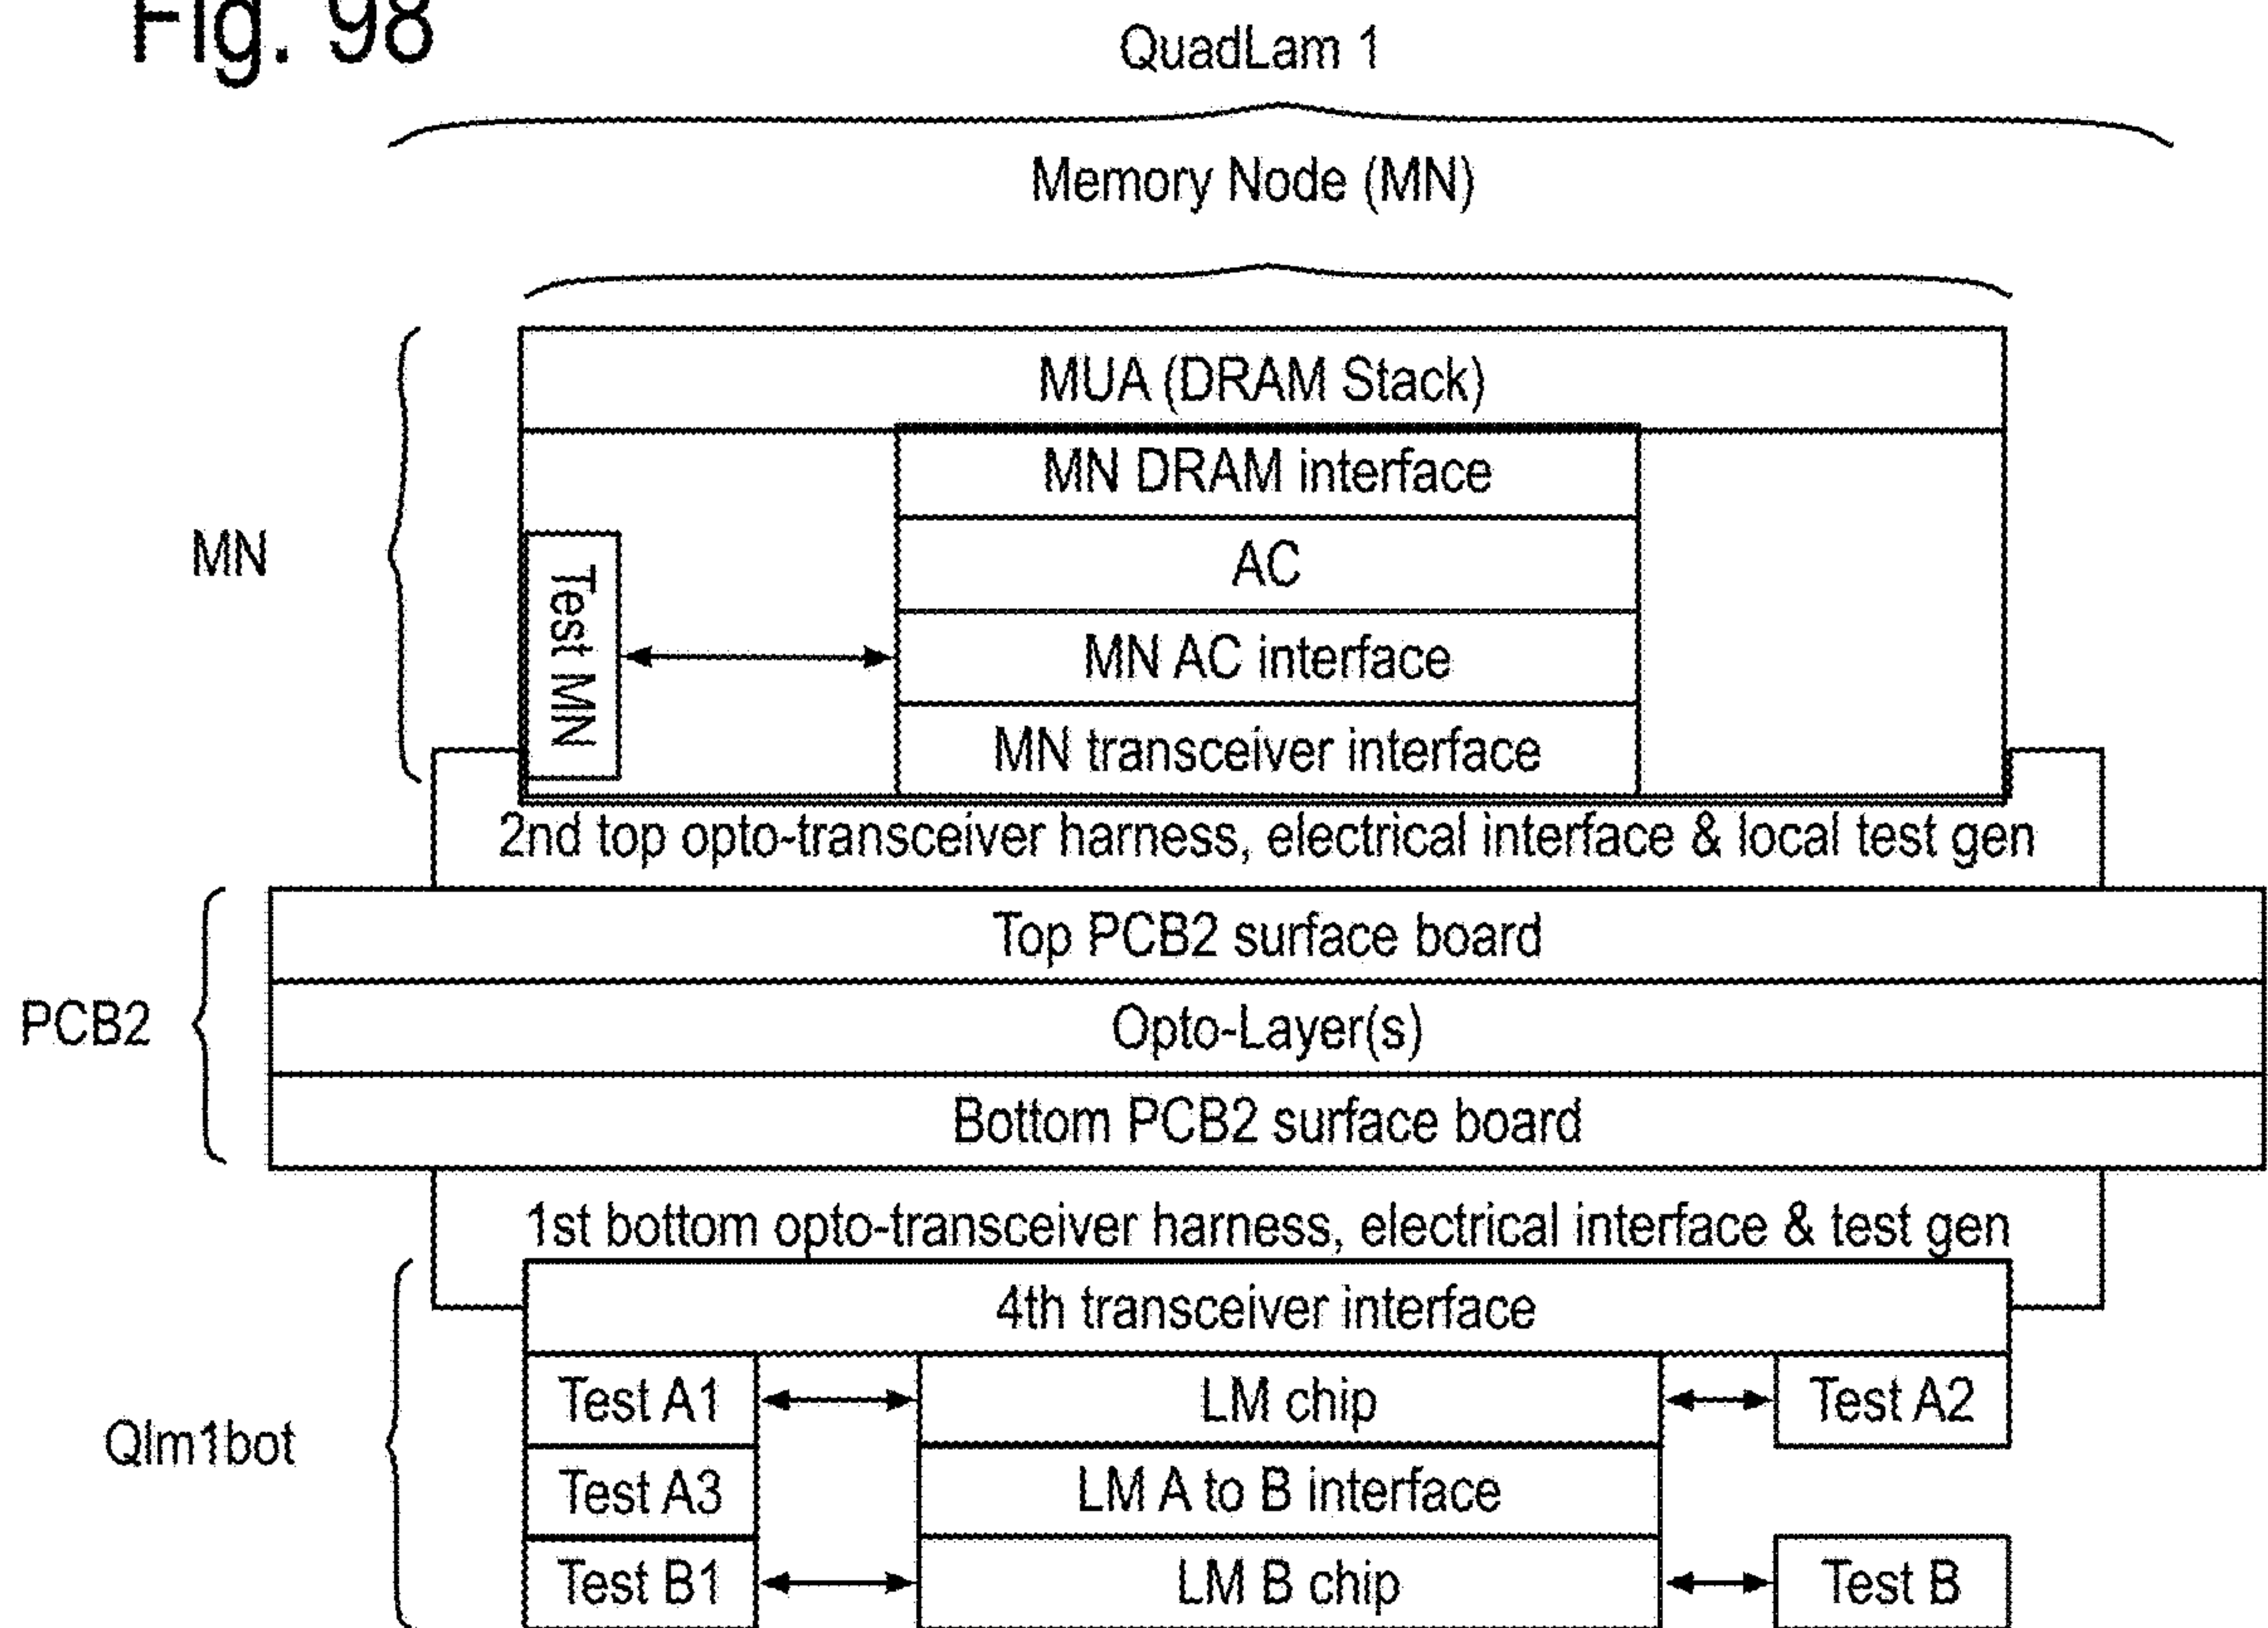 Fig. 98
QuadLam 1
Memory Node (MN)
MUA (DRAM Stack)
MN DRAM interface
AC
MN
Test MN
MN AC interface
MN transceiver interface
2nd top opto-transceiver harness, electrical interface & local test gen
Top PCB2 surface board
PCB2
Opto-Layer(s)
Bottom PCB2 surface board
1st bottom opto-transceiver harness, electrical interface & test gen
4th transceiver interface
Test A1
LM chip
Test A2
Qlm1bot
Test A3
LM A to B interface
Test B1
LM B chip
Test B